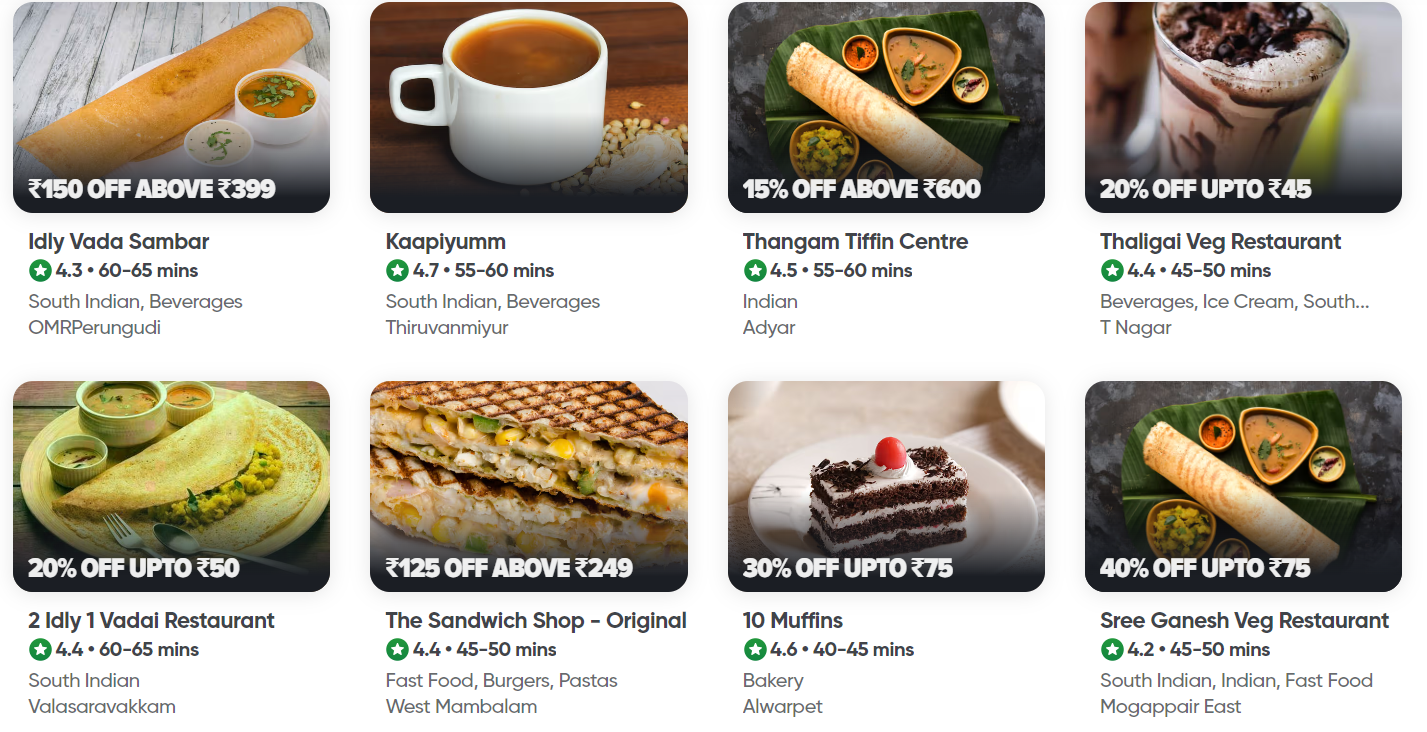 ₹150 OFF ABOVE ₹399
Idly Vada Sambar
4.3 • 60-65 mins
South Indian, Beverages
OMRPerungudi
Kaapiyumm
4.7 • 55-60 mins
South Indian, Beverages
Thiruvanmiyur
15% OFF ABOVE ₹600
Thangam Tiffin Centre
4.5 • 55-60 mins
Indian
Adyar
20% OFF UPTO ₹45
Thaligai Veg Restaurant
4.4 • 45-50 mins
Beverages, Ice Cream, South...
T Nagar
20% OFF UPTO ₹50
2 Idly 1 Vadai Restaurant
4.4 • 60-65 mins
South Indian
Valasaravakkam
₹125 OFF ABOVE ₹249
The Sandwich Shop - Original
4.4 • 45-50 mins
Fast Food, Burgers, Pastas
West Mambalam
30% OFF UPTO ₹75
10 Muffins
4.6 • 40-45 mins
Bakery
Alwarpet
40% OFF UPTO ₹75
Sree Ganesh Veg Restaurant
4.2 • 45-50 mins
South Indian, Indian, Fast Food
Mogappair East